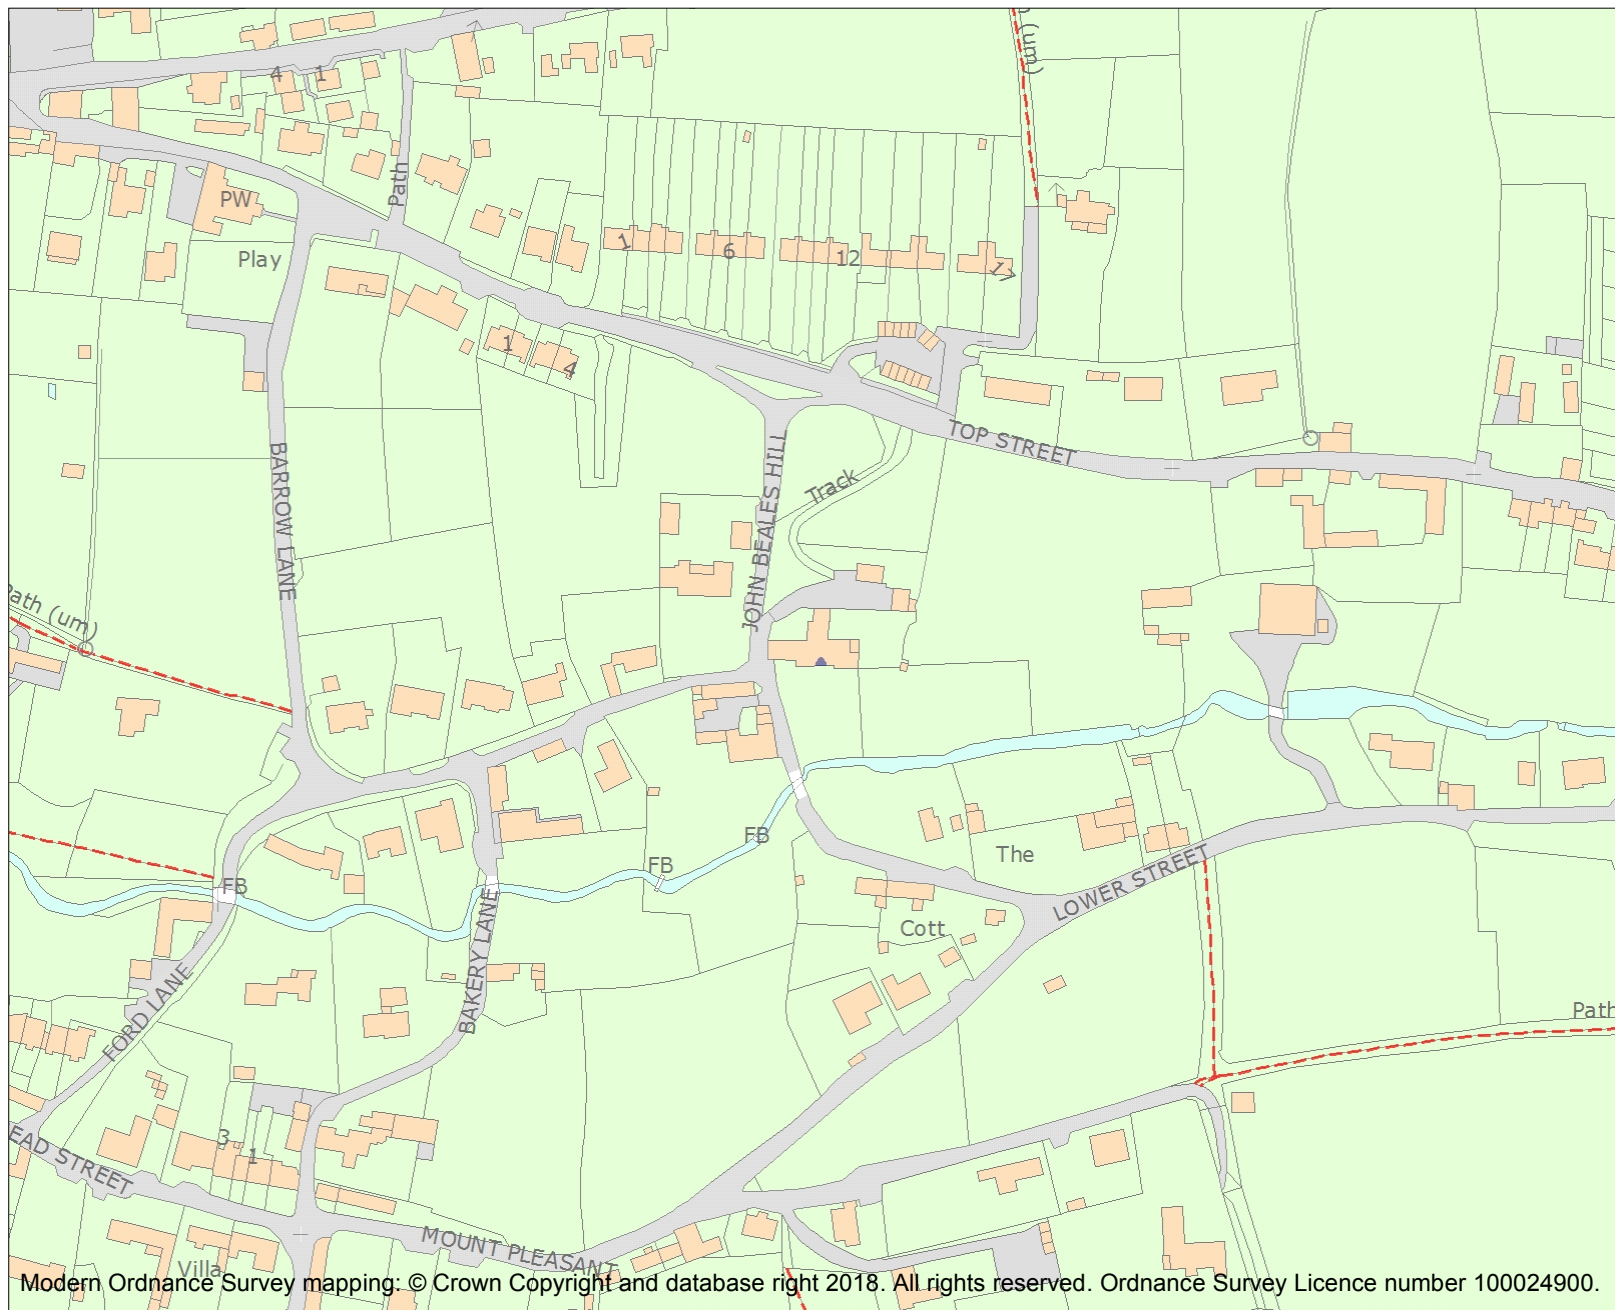 (um)
4
1
Path
PW
Play
1
6
12
17
1
4
TOP STREET
BARROW LANE
JOHN BEALES HILL
Track
Path (um)
FB
FB
FB
The
LOWER STREET
BAKERY LANE
Cott
FORD LANE
Path
3
1
EAD STREET
MOUNT PLEASANT
Villa
Modern Ordnance Survey mapping: © Crown Copyright and database right 2018. All rights reserved. Ordnance Survey Licence number 100024900.